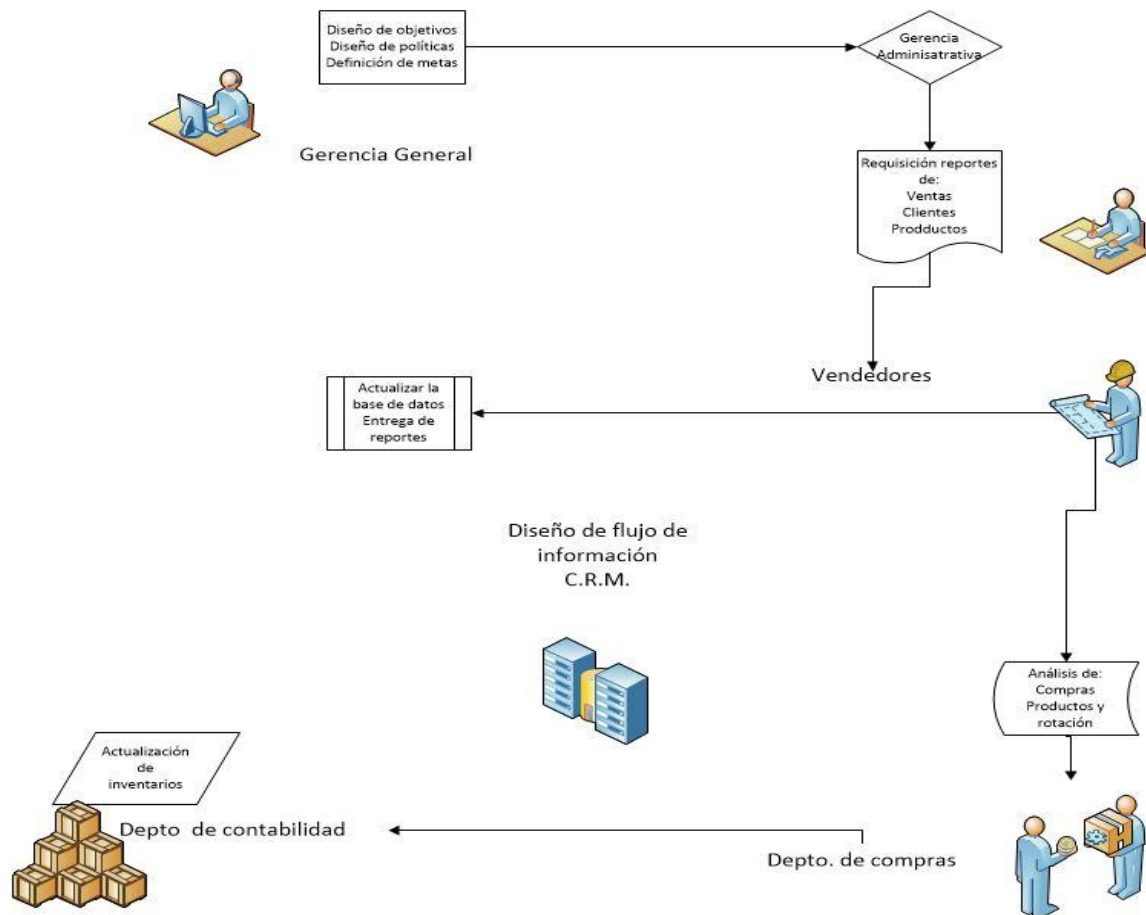 Diseño de objetivos
Diseño de políticas
Definición de metas
Gerencia
Adminisatrativa
Gerencia General
Requisición reportes
de:
Ventas
Clientes
Prodductos
Vendedores
Actualizar la
base de datos
Entrega de
reportes
Diseño de flujo de
información
C.R.M.
Análisis de:
Compras
Productos y
rotación
Actualización
de
inventarios
Depto de contabilidad
Depto. de compras